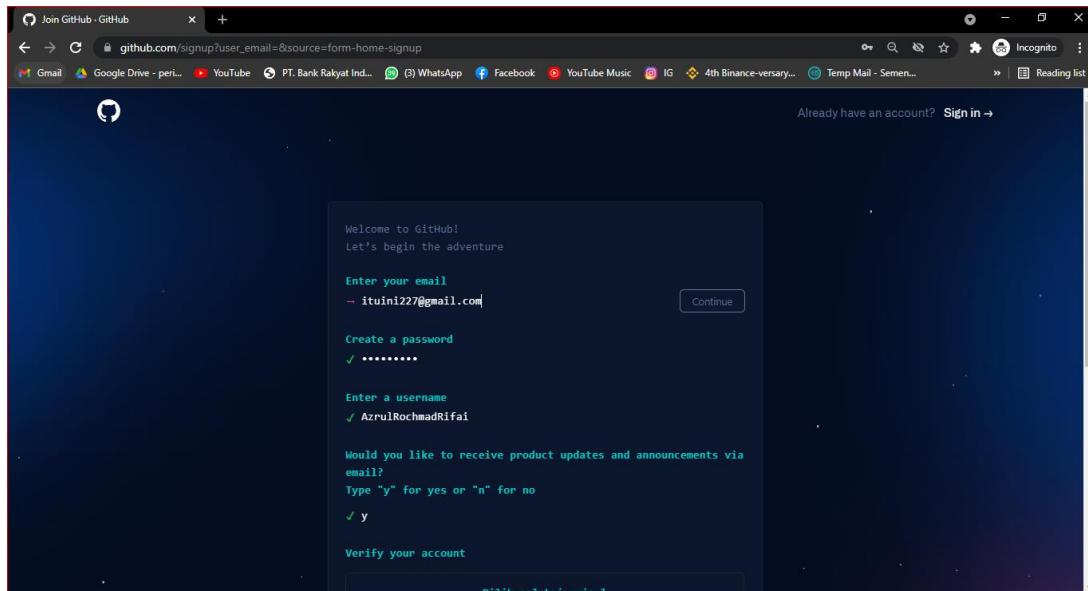 Join GitHub · GitHub
github.com/signup?user_email=&source=form-home-signup
Incognito
Gmail Google Drive - peri... YouTube PT. Bank Rakyat Ind... (3) WhatsApp Facebook YouTube Music IG 4th Binance-versary... Temp Mail - Semen... » Reading list
Already have an account? Sign in →
Welcome to GitHub!
Let's begin the adventure
Enter your email
→ ituini227@gmail.com
Continue
Create a password
✓ •••••••••
Enter a username
✓ AzrulRochmadRifai
Would you like to receive product updates and announcements via
email?
Type "y" for yes or "n" for no
✓ y
Verify your account